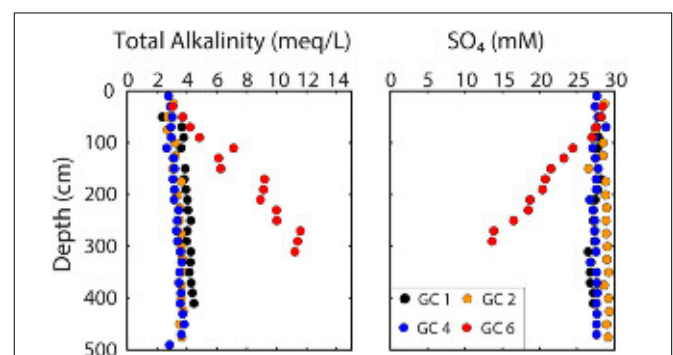 Total Alkalinity (meq/L) SO₄ (mM)
0 2 4 6 8 10 12 14 0 5 10 15 20 25 30
0
100
200
300
400
500
Depth (cm)
GC 1 GC 2
GC 4 GC 6